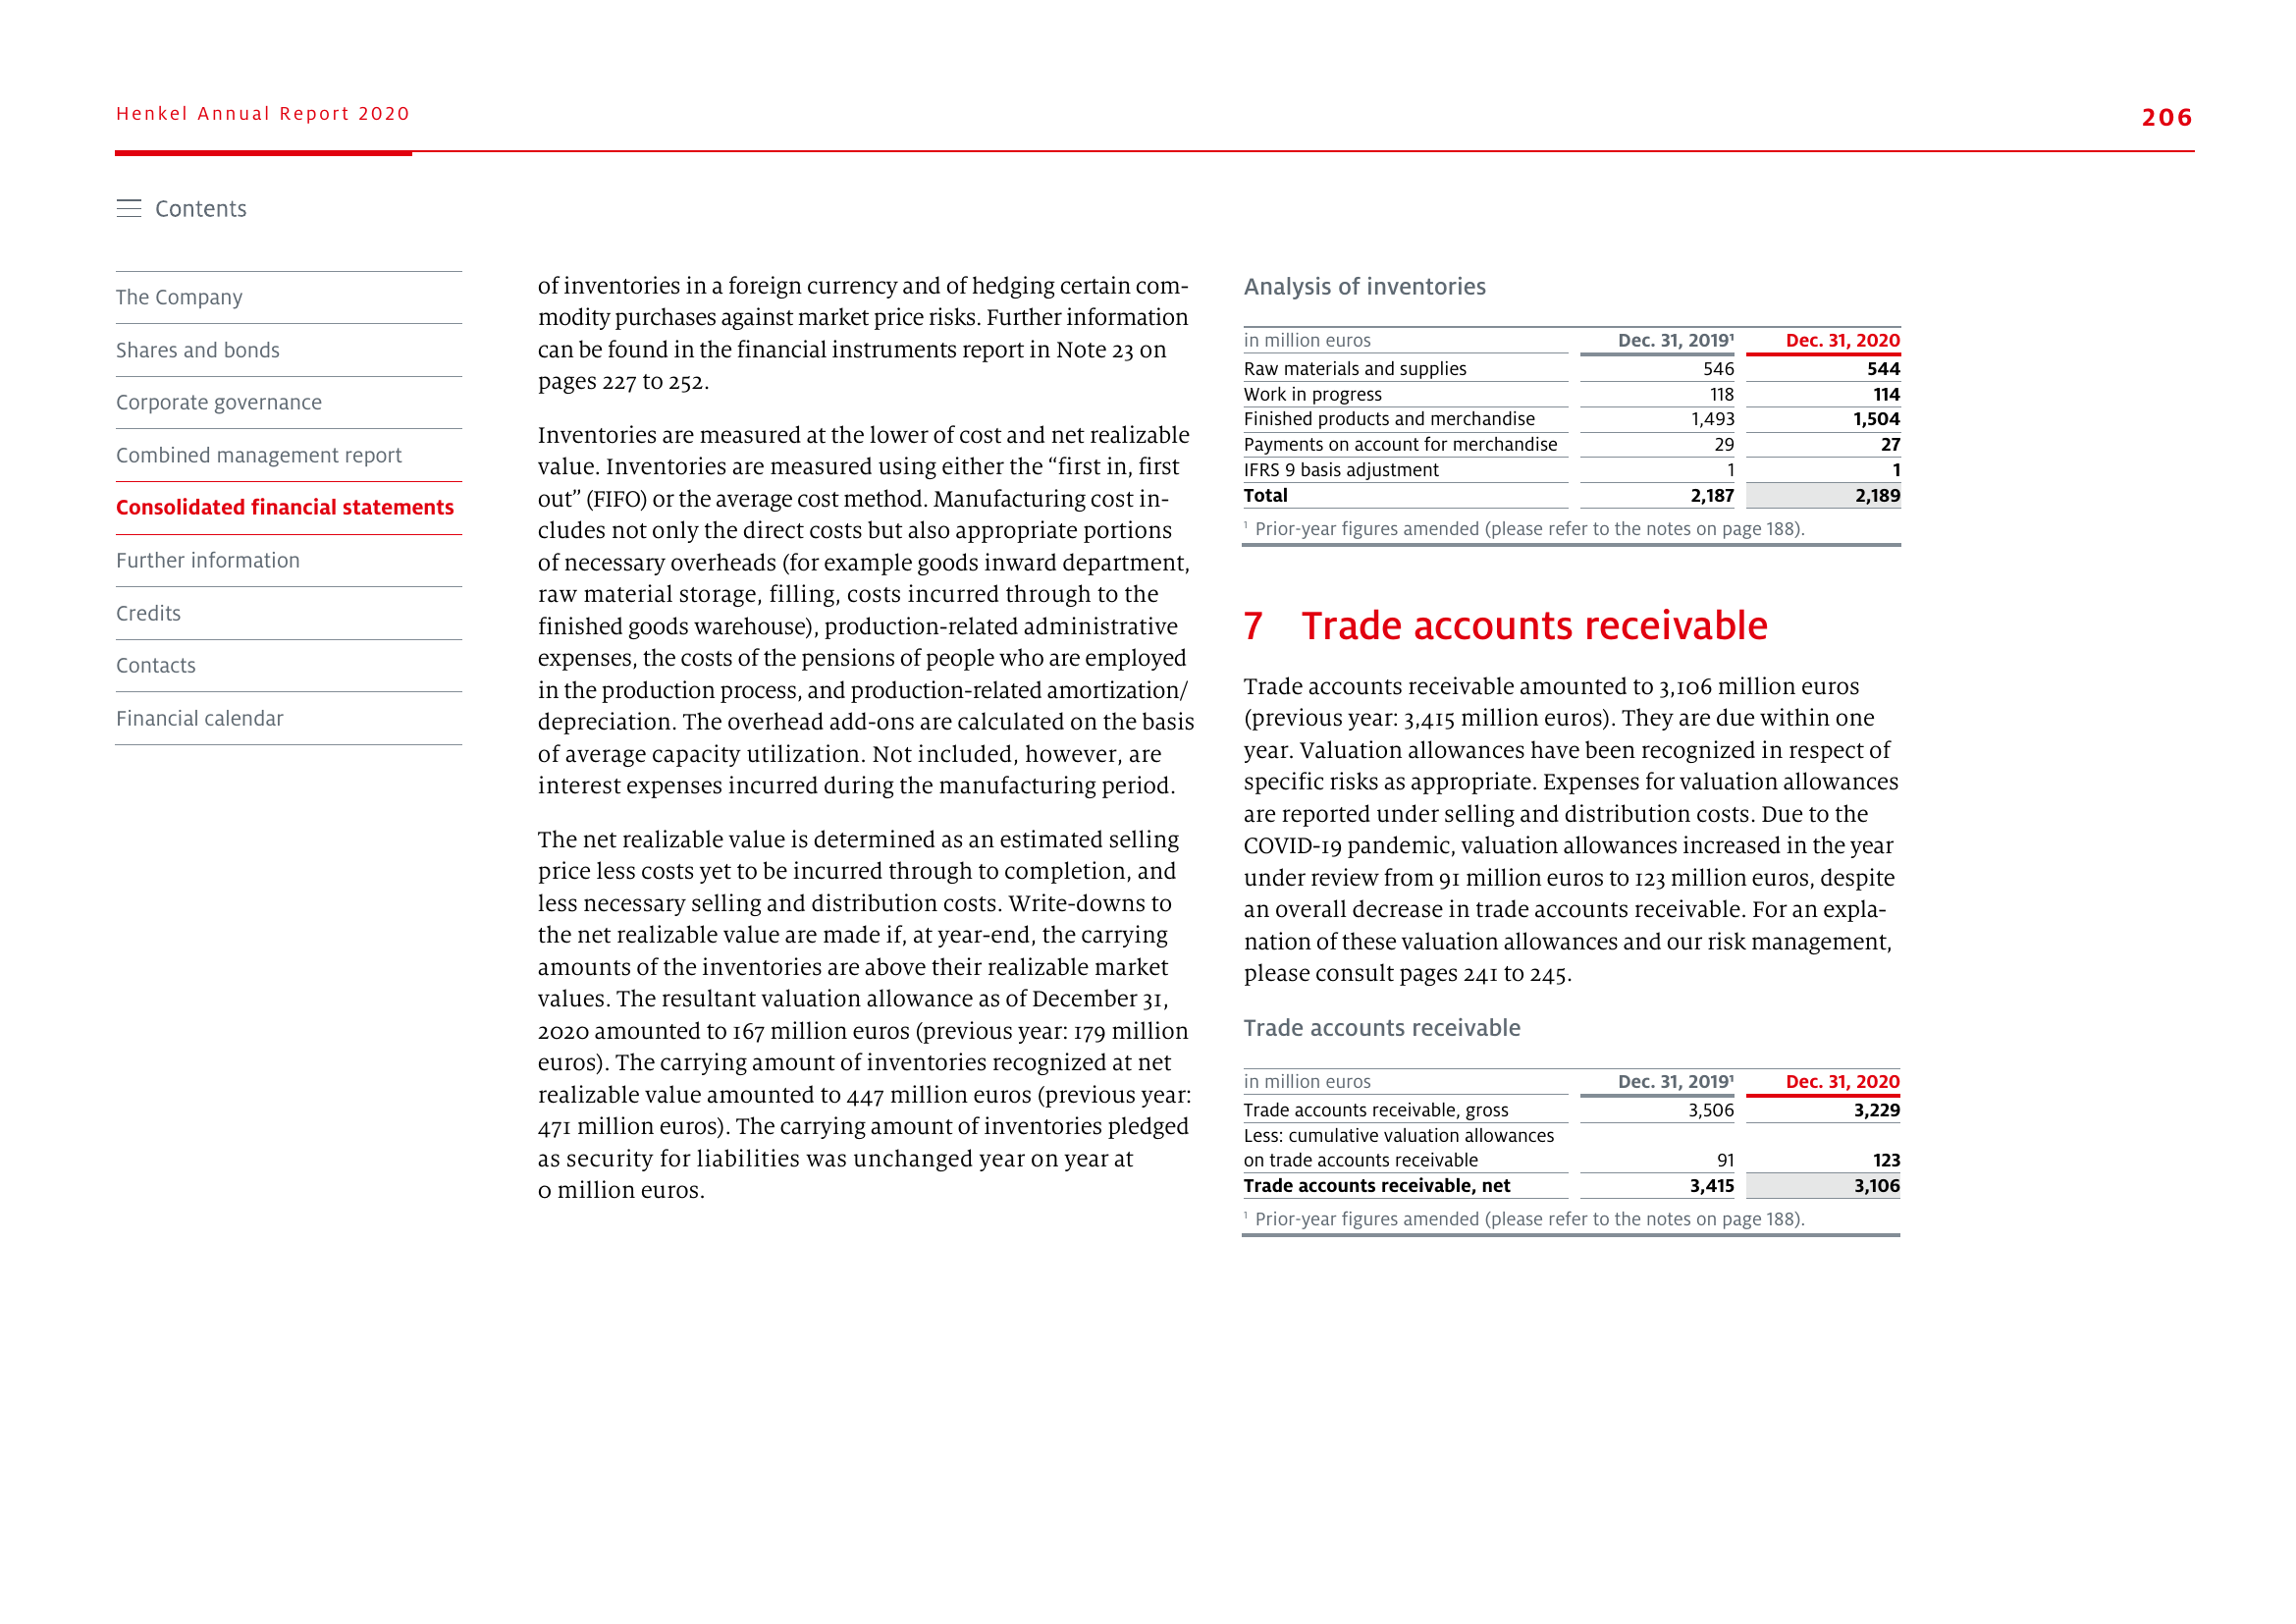 Henkel Annual Report 2020
206
Contents
The Company
Shares and bonds
Corporate governance
Combined management report
Consolidated financial statements
Further information
Credits
Contacts
Financial calendar
of inventories in a foreign currency and of hedging certain com-
modity purchases against market price risks. Further information
can be found in the financial instruments report in Note 23 on
pages 227 to 252.
Inventories are measured at the lower of cost and net realizable
value. Inventories are measured using either the “first in, first
out” (FIFO) or the average cost method. Manufacturing cost in-
cludes not only the direct costs but also appropriate portions
of necessary overheads (for example goods inward department,
raw material storage, filling, costs incurred through to the
finished goods warehouse), production-related administrative
expenses, the costs of the pensions of people who are employed
in the production process, and production-related amortization/
depreciation. The overhead add-ons are calculated on the basis
of average capacity utilization. Not included, however, are
interest expenses incurred during the manufacturing period.
The net realizable value is determined as an estimated selling
price less costs yet to be incurred through to completion, and
less necessary selling and distribution costs. Write-downs to
the net realizable value are made if, at year-end, the carrying
amounts of the inventories are above their realizable market
values. The resultant valuation allowance as of December 31,
2020 amounted to 167 million euros (previous year: 179 million
euros). The carrying amount of inventories recognized at net
realizable value amounted to 447 million euros (previous year:
471 million euros). The carrying amount of inventories pledged
as security for liabilities was unchanged year on year at
0 million euros.
Analysis of inventories
in million euros Dec. 31, 2019¹ Dec. 31, 2020
Raw materials and supplies 546 544
Work in progress 118 114
Finished products and merchandise 1,493 1,504
Payments on account for merchandise 29 27
IFRS 9 basis adjustment 1 1
Total 2,187 2,189
¹ Prior-year figures amended (please refer to the notes on page 188).
7 Trade accounts receivable
Trade accounts receivable amounted to 3,106 million euros
(previous year: 3,415 million euros). They are due within one
year. Valuation allowances have been recognized in respect of
specific risks as appropriate. Expenses for valuation allowances
are reported under selling and distribution costs. Due to the
COVID-19 pandemic, valuation allowances increased in the year
under review from 91 million euros to 123 million euros, despite
an overall decrease in trade accounts receivable. For an expla-
nation of these valuation allowances and our risk management,
please consult pages 241 to 245.
Trade accounts receivable
in million euros Dec. 31, 2019¹ Dec. 31, 2020
Trade accounts receivable, gross 3,506 3,229
Less: cumulative valuation allowances
on trade accounts receivable 91 123
Trade accounts receivable, net 3,415 3,106
¹ Prior-year figures amended (please refer to the notes on page 188).